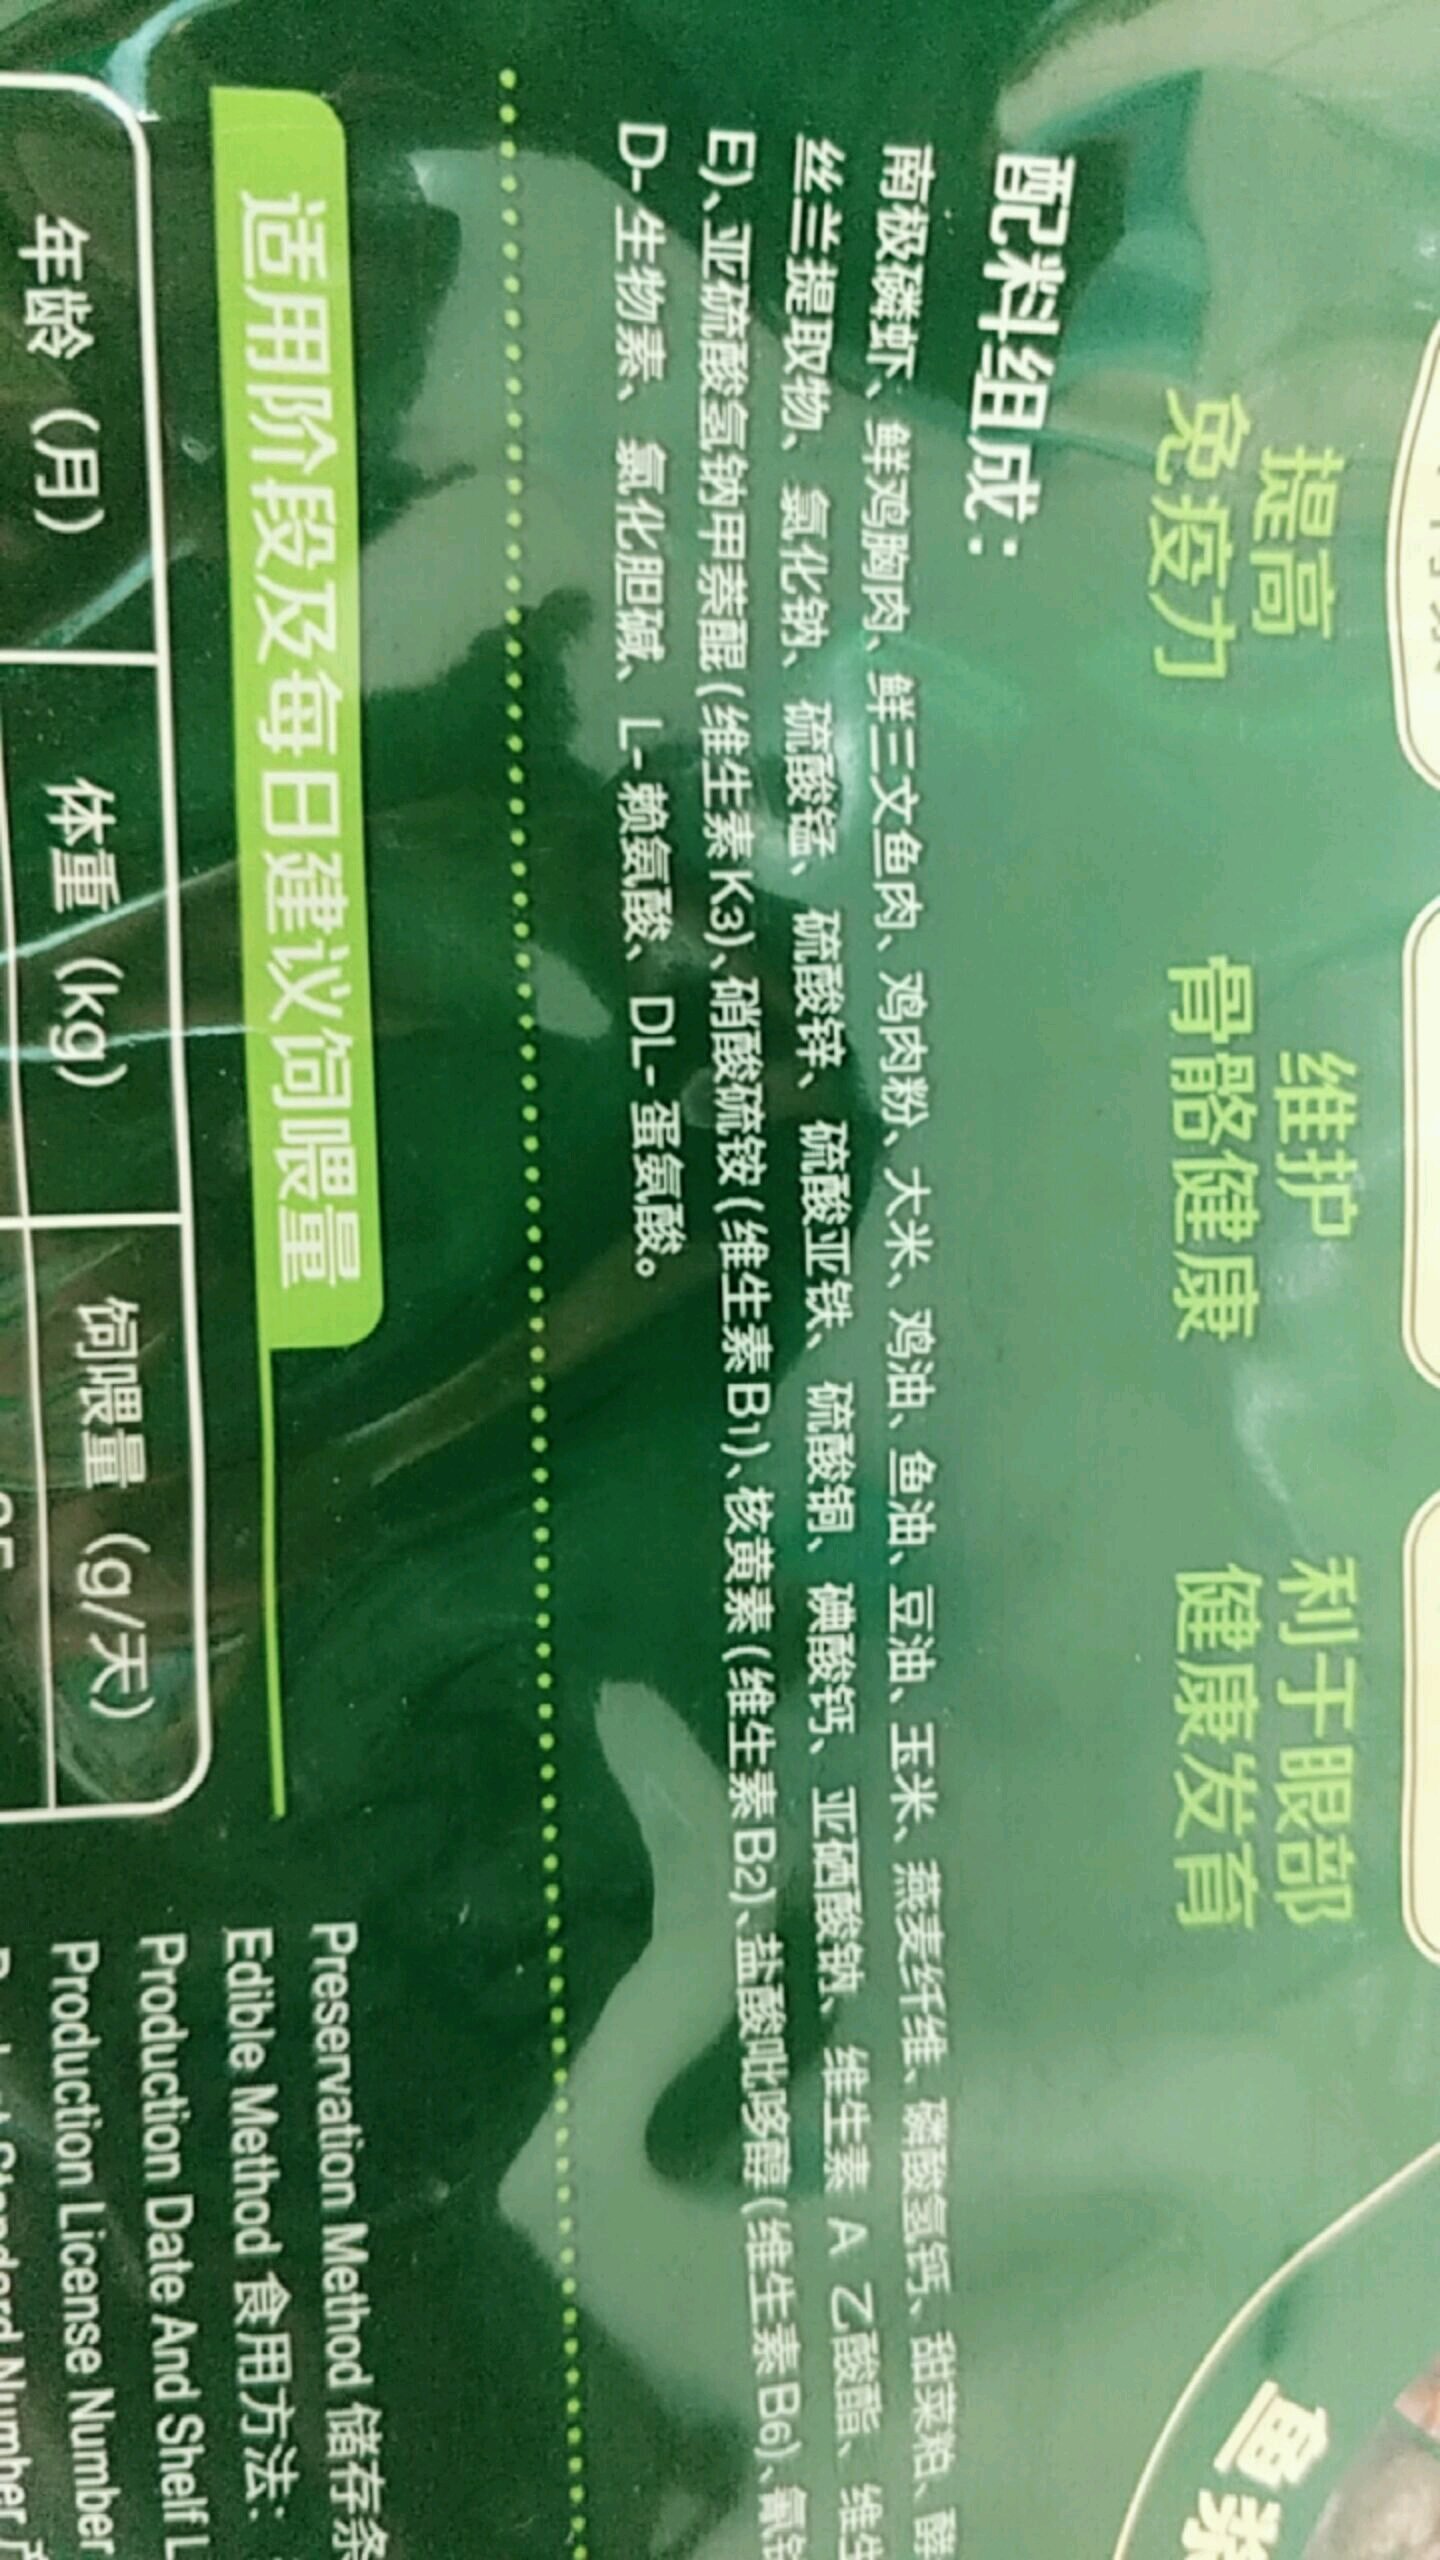 提高
免疫力
维护
骨骼健康
利于眼部
健康发育
配料组成：
南极磷虾、鲜鸡胸肉、鲜三文鱼肉、鸡肉粉、大米、鸡油、鱼油、豆油、玉米、燕麦纤维、磷酸氢钙、甜菜粕、酵
丝兰提取物、氯化钠、硫酸锰、硫酸锌、硫酸亚铁、硫酸铜、碘酸钙、亚硒酸钠、维生素 A 乙酸酯、维生
E)、亚硫酸氢钠甲萘醌(维生素K3)、硝酸硫铵(维生素B1)、核黄素(维生素B2)、盐酸吡哆醇(维生素B6)、氰钴
D-生物素、氯化胆碱、L-赖氨酸、DL-蛋氨酸。
适用阶段及每日建议饲喂量
年龄（月）
体重（kg）
饲喂量（g/天）
Preservation Method 储存条
Edible Method 食用方法：
Production Date And Shelf L
Production License Number
Standard Number 产